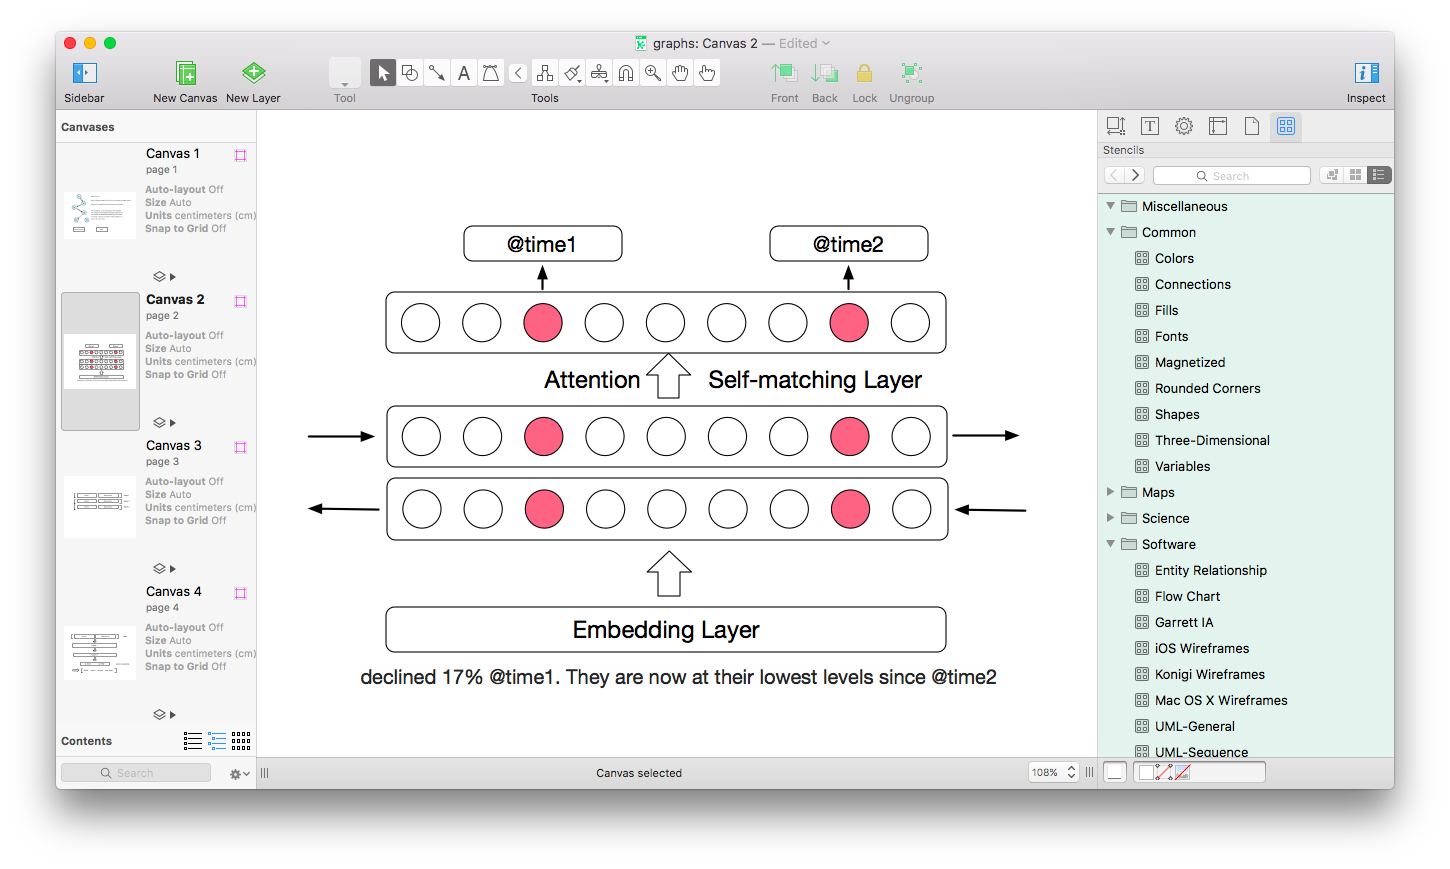 graphs: Canvas 2 — Edited
Sidebar
New Canvas
New Layer
Tool
Tools
Front
Back
Lock
Ungroup
Inspect
Canvases
Canvas 1
page 1
Auto-layout Off
Size Auto
Units centimeters (cm)
Snap to Grid Off
Canvas 2
page 2
Auto-layout Off
Size Auto
Units centimeters (cm)
Snap to Grid Off
Canvas 3
page 3
Auto-layout Off
Size Auto
Units centimeters (cm)
Snap to Grid Off
Canvas 4
page 4
Auto-layout Off
Size Auto
Units centimeters (cm)
Snap to Grid Off
Contents
Search
@time1
@time2
Attention
Self-matching Layer
Embedding Layer
declined 17% @time1. They are now at their lowest levels since @time2
Canvas selected
108%
Stencils
Search
Miscellaneous
Common
Colors
Connections
Fills
Fonts
Magnetized
Rounded Corners
Shapes
Three-Dimensional
Variables
Maps
Science
Software
Entity Relationship
Flow Chart
Garrett IA
iOS Wireframes
Konigi Wireframes
Mac OS X Wireframes
UML-General
UML-Sequence